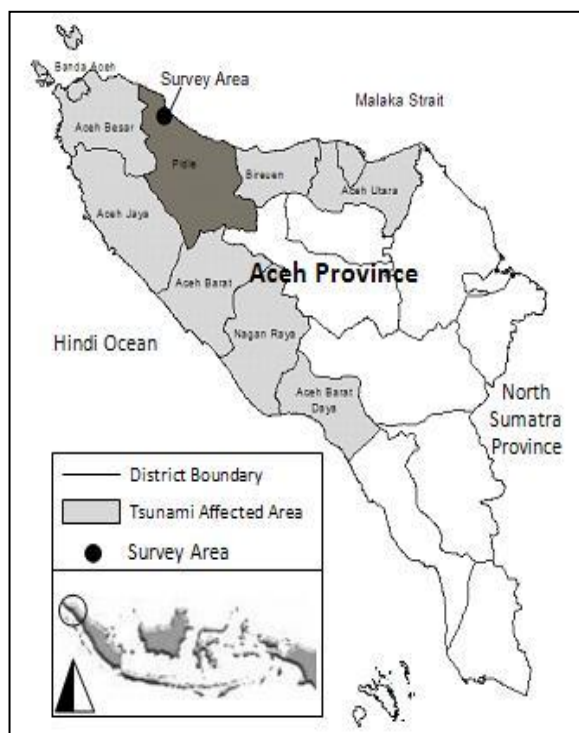 Banda Aceh
Survey Area
Malaka Strait
Aceh Besar
Pidie
Bireuen
Aceh Utara
Aceh Jaya
Aceh Province
Aceh Barat
Hindi Ocean
Nagan Raya
Aceh Barat
Daya
North
Sumatra
Province
District Boundary
Tsunami Affected Area
Survey Area